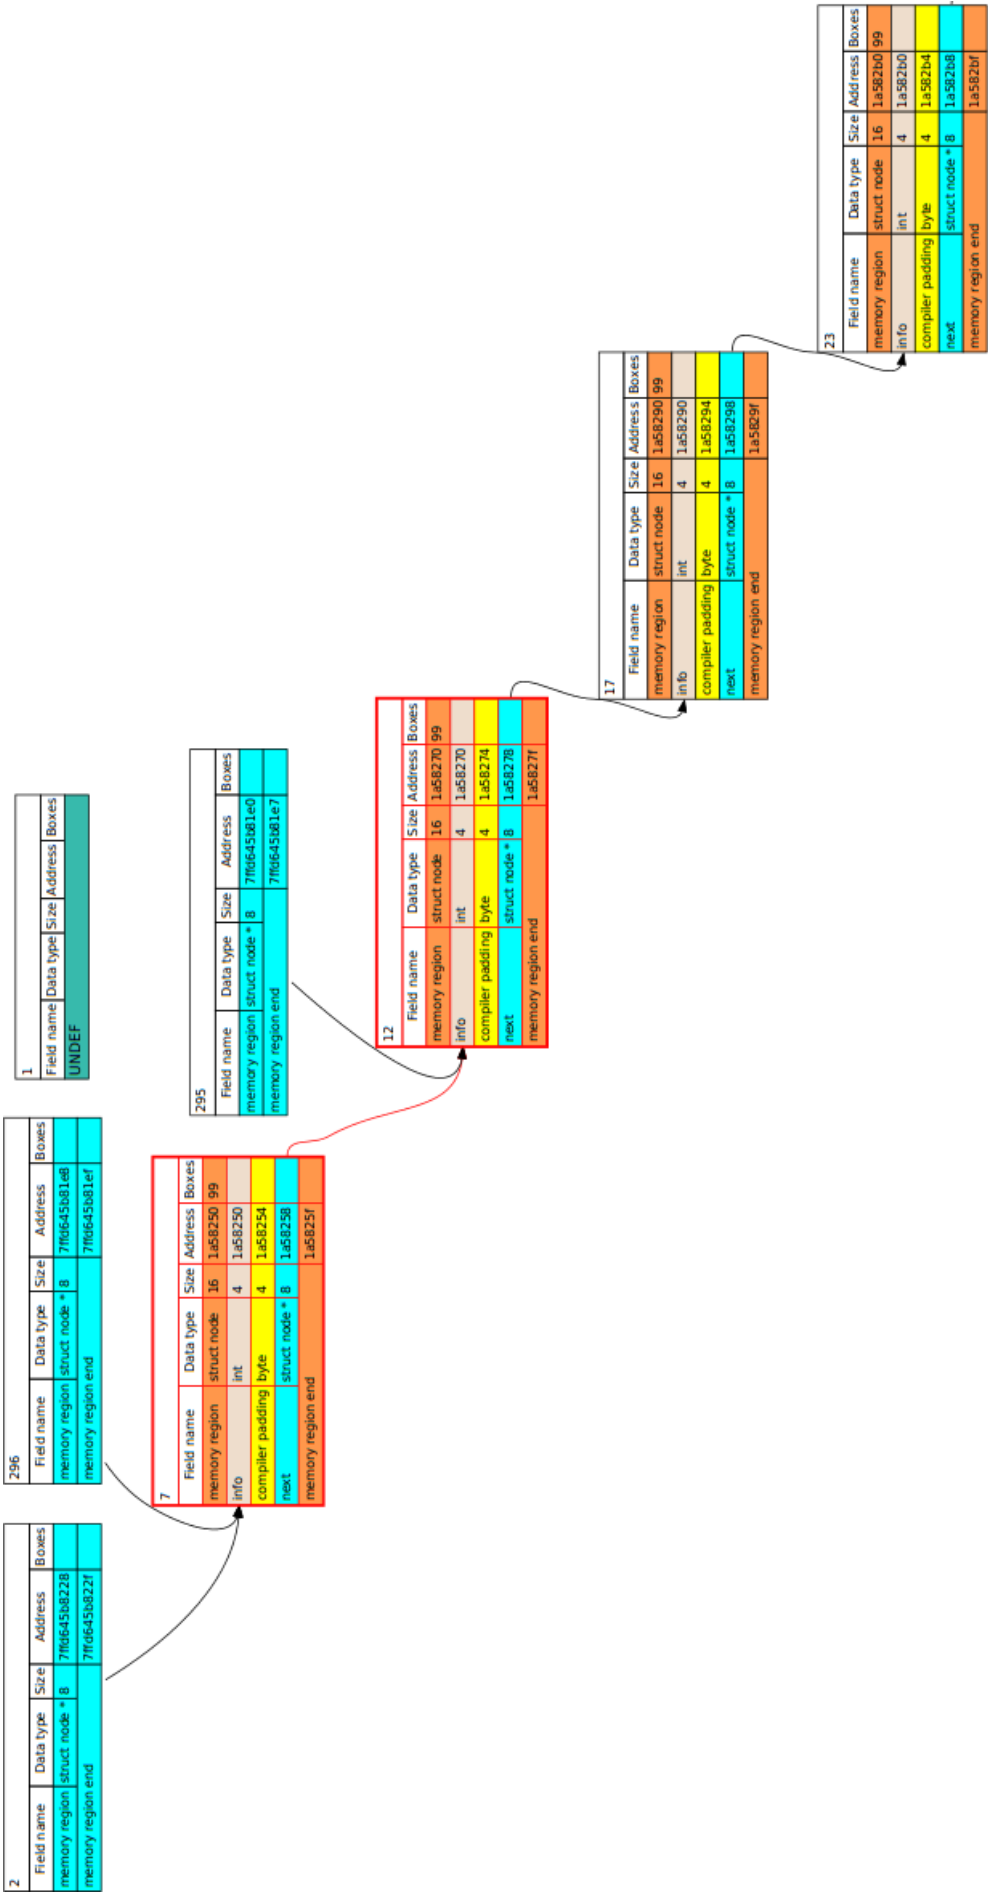 2
Field name Data type Size Address Boxes
memory region struct node * 8 7ffd645b8228
memory region end 7ffd645b822f
296
Field name Data type Size Address Boxes
memory region struct node * 8 7ffd645b81e8
memory region end 7ffd645b81ef
1
Field name Data type Size Address Boxes
UNDEF
7
Field name Data type Size Address Boxes
memory region struct node 16 1a58250 99
info int 4 1a58250
compiler padding byte 4 1a58254
next struct node * 8 1a58258
memory region end 1a5825f
295
Field name Data type Size Address Boxes
memory region struct node * 8 7ffd645b81e0
memory region end 7ffd645b81e7
12
Field name Data type Size Address Boxes
memory region struct node 16 1a58270 99
info int 4 1a58270
compiler padding byte 4 1a58274
next struct node * 8 1a58278
memory region end 1a5827f
17
Field name Data type Size Address Boxes
memory region struct node 16 1a58290 99
info int 4 1a58290
compiler padding byte 4 1a58294
next struct node * 8 1a58298
memory region end 1a5829f
23
Field name Data type Size Address Boxes
memory region struct node 16 1a582b0 99
info int 4 1a582b0
compiler padding byte 4 1a582b4
next struct node * 8 1a582b8
memory region end 1a582bf